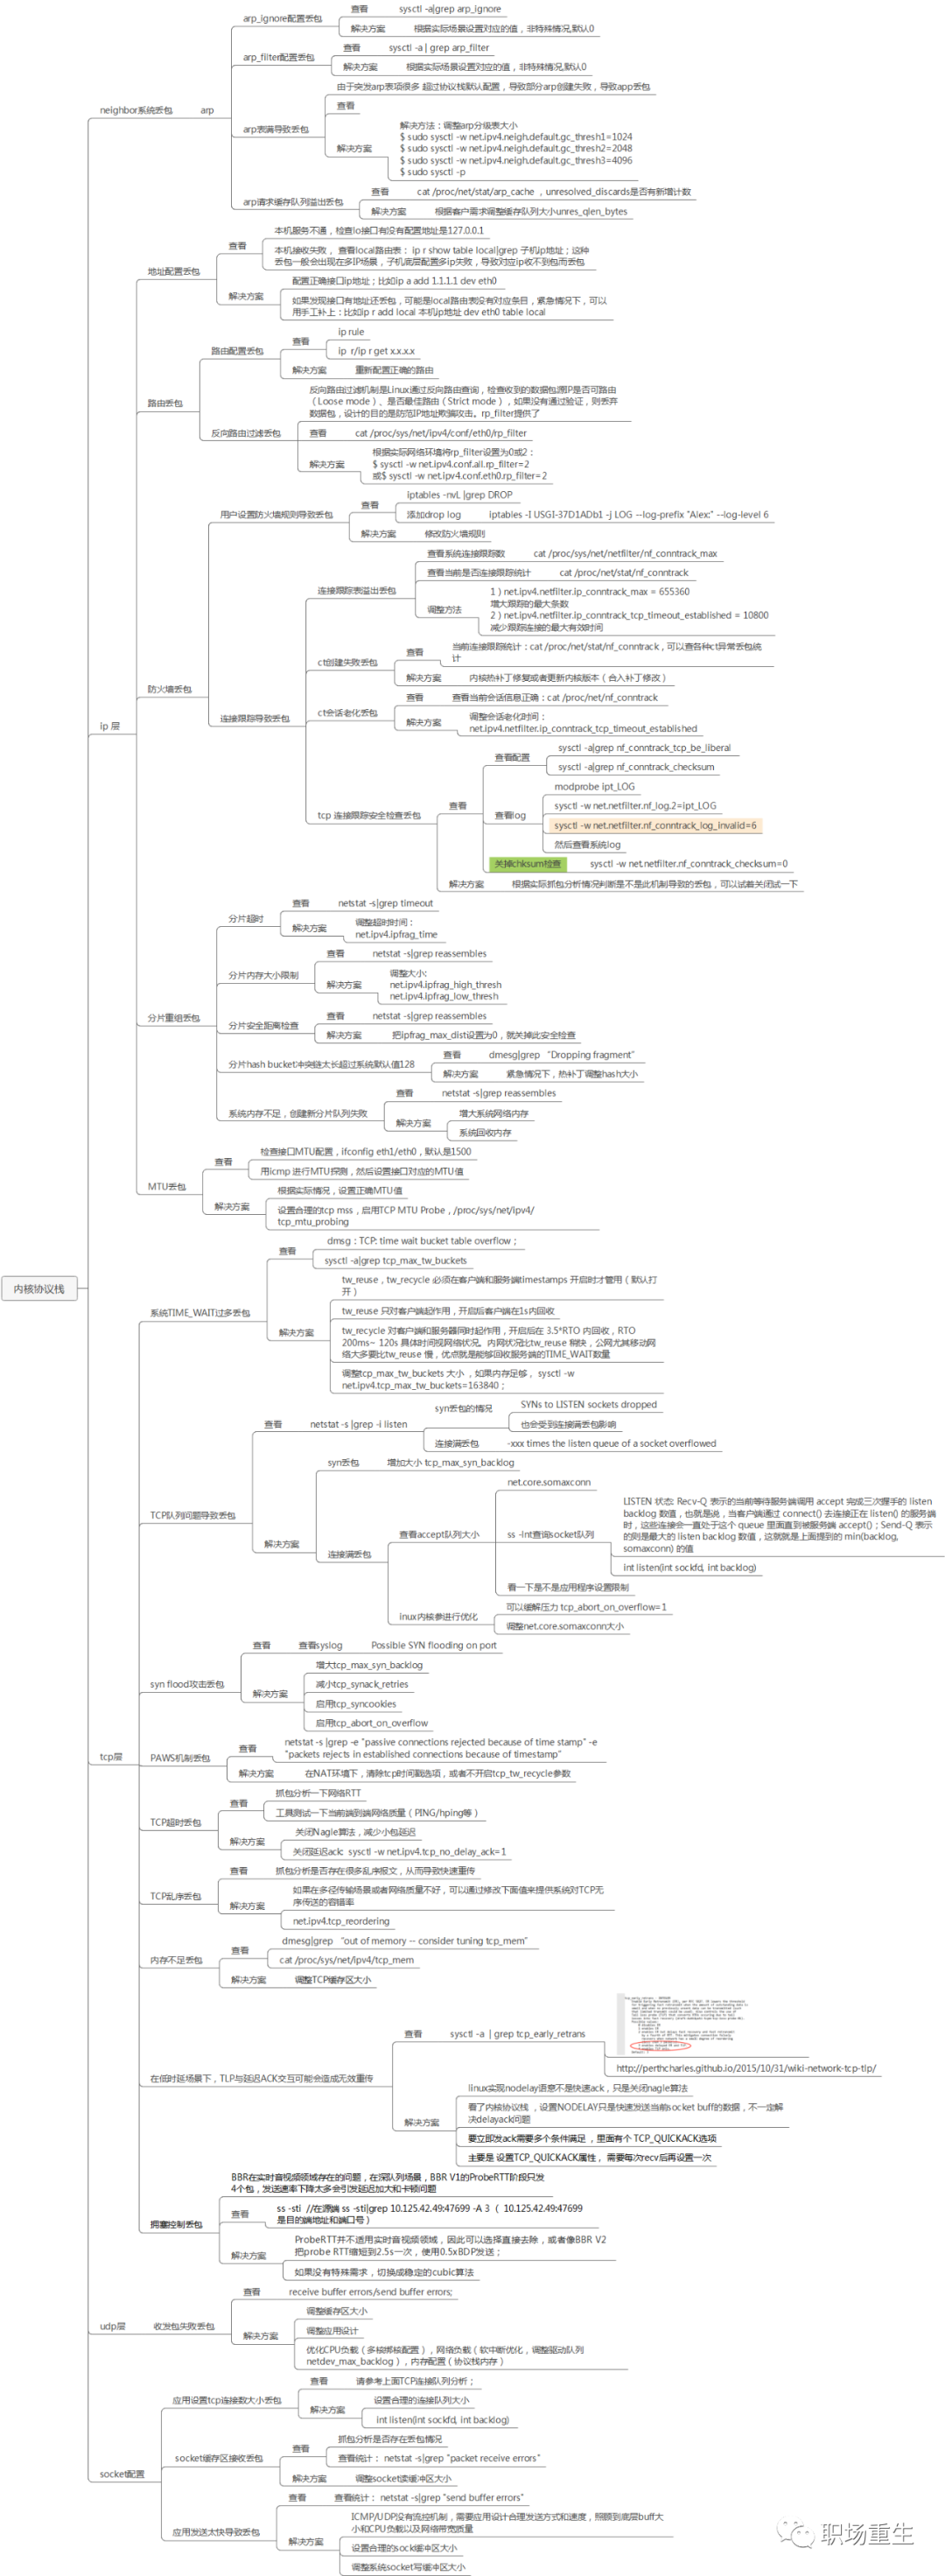 内核协议栈
neighbor系统丢包
arp
arp_ignore配置丢包
查看
sysctl -a|grep arp_ignore
解决方案
根据实际场景设置对应的值，非特殊情况,默认0
arp_filter配置丢包
查看
sysctl -a | grep arp_filter
解决方案
根据实际场景设置对应的值，非特殊情况,默认0
arp表满导致丢包
由于突发arp表项很多 超过协议栈默认配置，导致部分arp创建失败，导致app丢包
查看
解决方案
解决方法：调整arp分级表大小
$ sudo sysctl -w net.ipv4.neigh.default.gc_thresh1=1024
$ sudo sysctl -w net.ipv4.neigh.default.gc_thresh2=2048
$ sudo sysctl -w net.ipv4.neigh.default.gc_thresh3=4096
$ sudo sysctl -p
arp请求缓存队列溢出丢包
查看
cat /proc/net/stat/arp_cache ，unresolved_discards是否有新增计数
解决方案
根据客户需求调整缓存队列大小unres_qlen_bytes
ip 层
地址配置丢包
查看
本机服务不通，检查lo接口有没有配置地址是127.0.0.1
本机接收失败， 查看local路由表： ip r show table local|grep 子机ip地址；这种
丢包一般会出现在多IP场景，子机底层配置多ip失败，导致对应ip收不到包而丢包
解决方案
配置正确接口ip地址；比如ip a add 1.1.1.1 dev eth0
如果发现接口有地址还丢包，可能是local路由表没有对应条目，紧急情况下，可以
用手工补上：比如ip r add local 本机ip地址 dev eth0 table local
路由丢包
路由配置丢包
查看
ip rule
ip r/ip r get x.x.x.x
解决方案
重新配置正确的路由
反向路由过滤丢包
反向路由过滤机制是Linux通过反向路由查询，检查收到的数据包源IP是否可路由
（Loose mode）、是否最佳路由（Strict mode），如果没有通过验证，则丢弃
数据包，设计的目的是防范IP地址欺骗攻击。rp_filter提供了
查看
cat /proc/sys/net/ipv4/conf/eth0/rp_filter
解决方案
根据实际网络环境将rp_filter设置为0或2：
$ sysctl -w net.ipv4.conf.all.rp_filter=2
或$ sysctl -w net.ipv4.conf.eth0.rp_filter=2
防火墙丢包
用户设置防火墙规则导致丢包
查看
iptables -nvL |grep DROP
添加drop log
iptables -I USGI-37D1ADb1 -j LOG --log-prefix "Alex:" --log-level 6
解决方案
修改防火墙规则
连接跟踪导致丢包
连接跟踪表溢出丢包
查看系统连接跟踪数
cat /proc/sys/net/netfilter/nf_conntrack_max
查看当前是否连接跟踪统计
cat /proc/net/stat/nf_conntrack
调整方法
1 ) net.ipv4.netfilter.ip_conntrack_max = 655360
增大跟踪的最大条数
2 ) net.ipv4.netfilter.ip_conntrack_tcp_timeout_established = 10800
减少跟踪连接的最大有效时间
ct创建失败丢包
查看
当前连接跟踪统计：cat /proc/net/stat/nf_conntrack，可以查各种ct异常丢包统
计
解决方案
内核热补丁修复或者更新内核版本（合入补丁修改）
ct会话老化丢包
查看
查看当前会话信息正确：cat /proc/net/nf_conntrack
解决方案
调整会话老化时间：
net.ipv4.netfilter.ip_conntrack_tcp_timeout_established
tcp 连接跟踪安全检查丢包
查看
查看配置
sysctl -a|grep nf_conntrack_tcp_be_liberal
sysctl -a|grep nf_conntrack_checksum
查看log
modprobe ipt_LOG
sysctl -w net.netfilter.nf_log.2=ipt_LOG
sysctl -w net.netfilter.nf_conntrack_log_invalid=6
然后查看系统log
关掉chksum检查
sysctl -w net.netfilter.nf_conntrack_checksum=0
解决方案
根据实际抓包分析情况判断是不是此机制导致的丢包，可以试着关闭试一下
分片重组丢包
分片超时
查看
netstat -s|grep timeout
解决方案
调整超时时间：
net.ipv4.ipfrag_time
分片内存大小限制
查看
netstat -s|grep reassembles
解决方案
调整大小:
net.ipv4.ipfrag_high_thresh
net.ipv4.ipfrag_low_thresh
分片安全距离检查
查看
netstat -s|grep reassembles
解决方案
把ipfrag_max_dist设置为0，就关掉此安全检查
分片hash bucket冲突链太长超过系统默认值128
查看
dmesg|grep "Dropping fragment"
解决方案
紧急情况下，热补丁调整hash大小
系统内存不足，创建新分片队列失败
查看
netstat -s|grep reassembles
解决方案
增大系统网络内存
系统回收内存
MTU丢包
查看
检查接口MTU配置，ifconfig eth1/eth0，默认是1500
用icmp 进行MTU探测，然后设置接口对应的MTU值
解决方案
根据实际情况，设置正确MTU值
设置合理的tcp mss，启用TCP MTU Probe，/proc/sys/net/ipv4/
tcp_mtu_probing
tcp层
系统TIME_WAIT过多丢包
查看
dmsg：TCP: time wait bucket table overflow；
sysctl -a|grep tcp_max_tw_buckets
解决方案
tw_reuse，tw_recycle 必须在客户端和服务端timestamps 开启时才管用（默认打
开）
tw_reuse 只对客户端起作用，开启后客户端在1s内回收
tw_recycle 对客户端和服务器同时起作用，开启后在 3.5*RTO 内回收，RTO
200ms~ 120s 具体时间视网络状况。内网状况比tw_reuse 稍快，公网尤其移动网
络大多要比tw_reuse 慢，优点就是能够回收服务端的TIME_WAIT数量
调整tcp_max_tw_buckets 大小 ，如果内存足够， sysctl -w
net.ipv4.tcp_max_tw_buckets=163840；
TCP队列问题导致丢包
查看
netstat -s |grep -i listen
syn丢包的情况
SYNs to LISTEN sockets dropped
也会受到连接满丢包影响
连接满丢包
-xxx times the listen queue of a socket overflowed
解决方案
syn丢包
增加大小 tcp_max_syn_backlog
连接满丢包
查看accept队列大小
net.core.somaxconn
ss -lnt查询socket队列
LISTEN 状态: Recv-Q 表示的当前等待服务端调用 accept 完成三次握手的 listen
backlog 数值，也就是说，当客户端通过 connect() 去连接正在 listen() 的服务端
时，这些连接会一直处于这个 queue 里面直到被服务端 accept()；Send-Q 表示
的则是最大的 listen backlog 数值，这就就是上面提到的 min(backlog,
somaxconn) 的值
int listen(int sockfd, int backlog)
看一下是不是应用程序设置限制
inux内核参进行优化
可以缓解压力 tcp_abort_on_overflow=1
调整net.core.somaxconn大小
syn flood攻击丢包
查看
查看syslog
Possible SYN flooding on port
解决方案
增大tcp_max_syn_backlog
减小tcp_synack_retries
启用tcp_syncookies
启用tcp_abort_on_overflow
PAWS机制丢包
查看
netstat -s |grep -e "passive connections rejected because of time stamp" -e
"packets rejects in established connections because of timestamp"
解决方案
在NAT环境下，清除tcp时间戳选项，或者不开启tcp_tw_recycle参数
TCP超时丢包
查看
抓包分析一下网络RTT
工具测试一下当前端到端网络质量（PING/hping等）
解决方案
关闭Nagle算法，减少小包延迟
关闭延迟ack: sysctl -w net.ipv4.tcp_no_delay_ack=1
TCP乱序丢包
查看
抓包分析是否存在很多乱序报文，从而导致快速重传
解决方案
如果在多径传输场景或者网络质量不好，可以通过修改下面值来提供系统对TCP无
序传送的容错率
net.ipv4.tcp_reordering
内存不足丢包
查看
dmesg|grep "out of memory -- consider tuning tcp_mem"
cat /proc/sys/net/ipv4/tcp_mem
解决方案
调整TCP缓存区大小
在低时延场景下，TLP与延迟ACK交互可能会造成无效重传
查看
sysctl -a | grep tcp_early_retrans
http://perthcharles.github.io/2015/10/31/wiki-network-tcp-tlp/
解决方案
linux实现nodelay语意不是快速ack，只是关闭nagle算法
看了内核协议栈 ，设置NODELAY只是快速发送当前socket buff的数据，不一定解
决delayack问题
要立即发ack需要多个条件满足 ，里面有个 TCP_QUICKACK选项
主要是 设置TCP_QUICKACK属性， 需要每次recv后再设置一次
拥塞控制丢包
BBR在实时音视频领域存在的问题，在深队列场景，BBR V1的ProbeRTT阶段只发
4个包，发送速率下降太多会引发延迟加大和卡顿问题
查看
ss -sti //在源端 ss -sti|grep 10.125.42.49:47699 -A 3 （ 10.125.42.49:47699
是目的端地址和端口号）
解决方案
ProbeRTT并不适用实时音视频领域，因此可以选择直接去除，或者像BBR V2
把probe RTT缩短到2.5s一次，使用0.5xBDP发送；
如果没有特殊需求，切换成稳定的cubic算法
udp层
收发包失败丢包
查看
receive buffer errors/send buffer errors;
解决方案
调整缓存区大小
调整应用设计
优化CPU负载（多核绑核配置），网络负载（软中断优化，调整驱动队列
netdev_max_backlog），内存配置（协议栈内存）
socket配置
应用设置tcp连接数大小丢包
查看
请参考上面TCP连接队列分析；
解决方案
设置合理的连接队列大小
int listen(int sockfd, int backlog)
socket缓存区接收丢包
查看
抓包分析是否存在丢包情况
查看统计： netstat -s|grep "packet receive errors"
解决方案
调整socket读缓冲区大小
应用发送太快导致丢包
查看
查看统计： netstat -s|grep "send buffer errors"
解决方案
ICMP/UDP没有流控机制，需要应用设计合理发送方式和速度，照顾到底层buff大
小和CPU负载以及网络带宽质量
设置合理的sock缓冲区大小
调整系统socket写缓冲区大小
职场重生